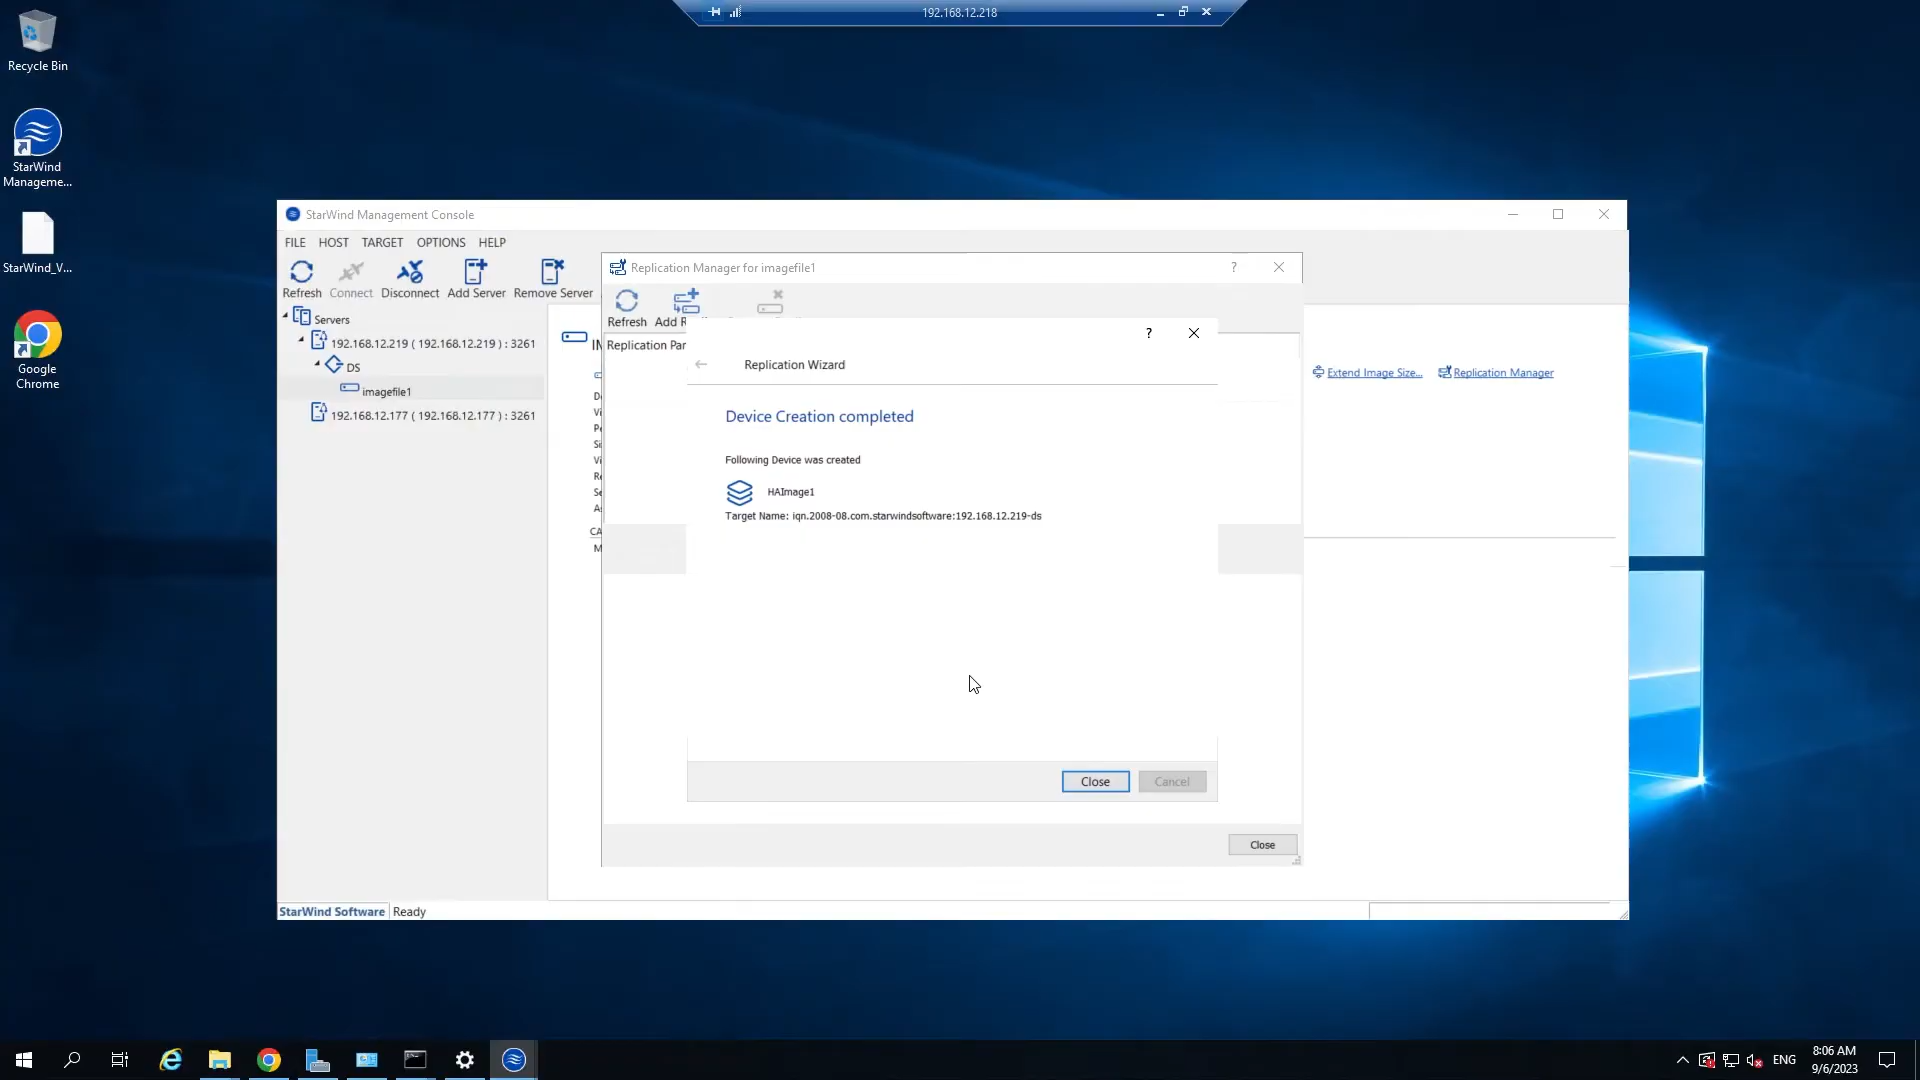 192.168.12.218
Recycle Bin
StarWind
Manageme...
StarWind_V...
Google
Chrome
StarWind Management Console
FILE HOST TARGET OPTIONS HELP
Refresh Connect Disconnect Add Server Remove Server
Servers
192.168.12.219 ( 192.168.12.219 ) : 3261
DS
imagefile1
192.168.12.177 ( 192.168.12.177 ) : 3261
Replication Manager for imagefile1
?
Refresh Add R
Replication Par
?
Replication Wizard
Device Creation completed
Following Device was created
HAImage1
Target Name: iqn.2008-08.com.starwindsoftware:192.168.12.219-ds
Close Cancel
Close
Extend Image Size... Replication Manager
StarWind Software Ready
ENG
8:06 AM
9/6/2023